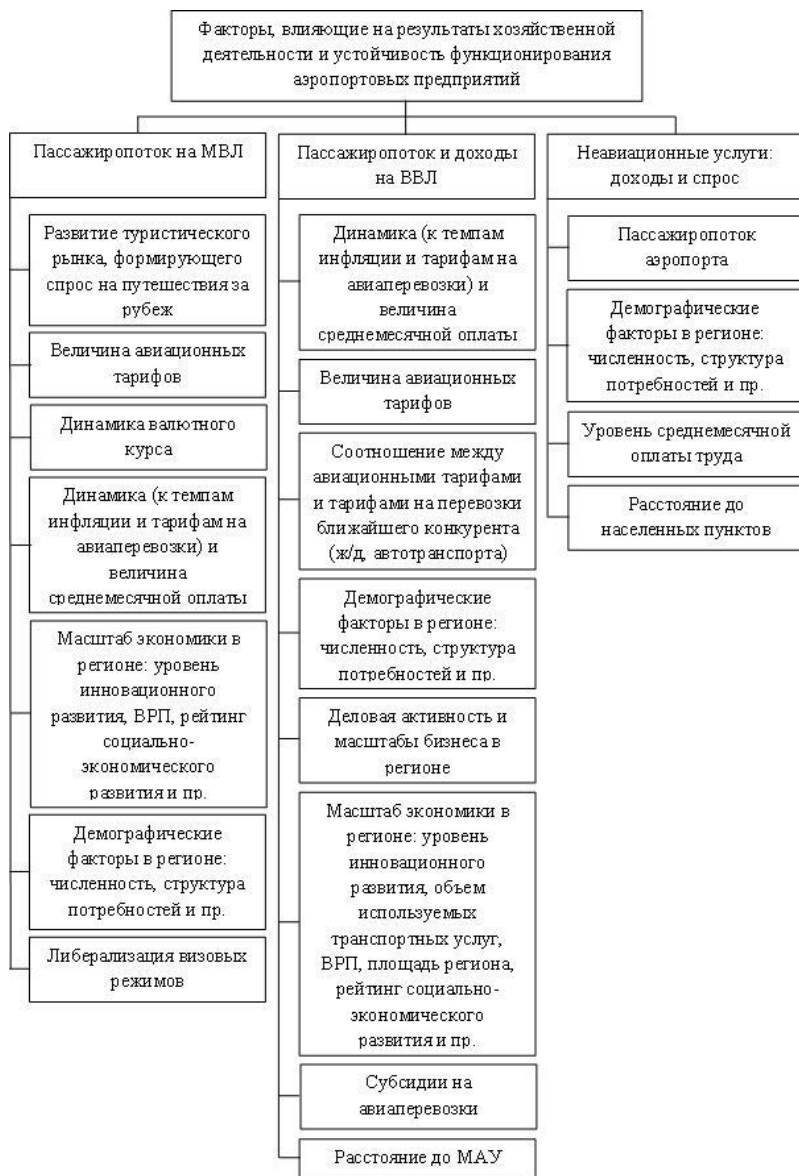 Факторы, влияющие на результаты хозяйственной
деятельности и устойчивость функционирования
аэропортовых предприятий
Пассажиропоток на МВЛ
Развитие туристического
рынка, формирующего
спрос на путешествия за
рубеж
Величина авиационных
тарифов
Динамика валютного
курса
Динамика (к темпам
инфляции и тарифам на
авиаперевозки) и
величина
среднемесячной оплаты
Масштаб экономики в
регионе: уровень
инновационного
развития, ВРП, рейтинг
социально-
экономического
развития и пр.
Демографические
факторы в регионе:
численность, структура
потребностей и пр.
Либерализация визовых
режимов
Пассажиропоток и доходы
на ВВЛ
Динамика (к темпам
инфляции и тарифам на
авиаперевозки) и
величина
среднемесячной оплаты
Величина авиационных
тарифов
Соотношение между
авиационными тарифами
и тарифами на перевозки
ближайшего конкурента
(ж/д, автотранспорта)
Демографические
факторы в регионе:
численность, структура
потребностей и пр.
Деловая активность и
масштабы бизнеса в
регионе
Масштаб экономики в
регионе: уровень
инновационного
развития, объем
используемых
транспортных услуг,
ВРП, площадь региона,
рейтинг социально-
экономического
развития и пр.
Субсидии на
авиаперевозки
Расстояние до МАУ
Неавиационные услуги:
доходы и спрос
Пассажиропоток
аэропорта
Демографические
факторы в регионе:
численность, структура
потребностей и пр.
Уровень среднемесячной
оплаты труда
Расстояние до
населенных пунктов